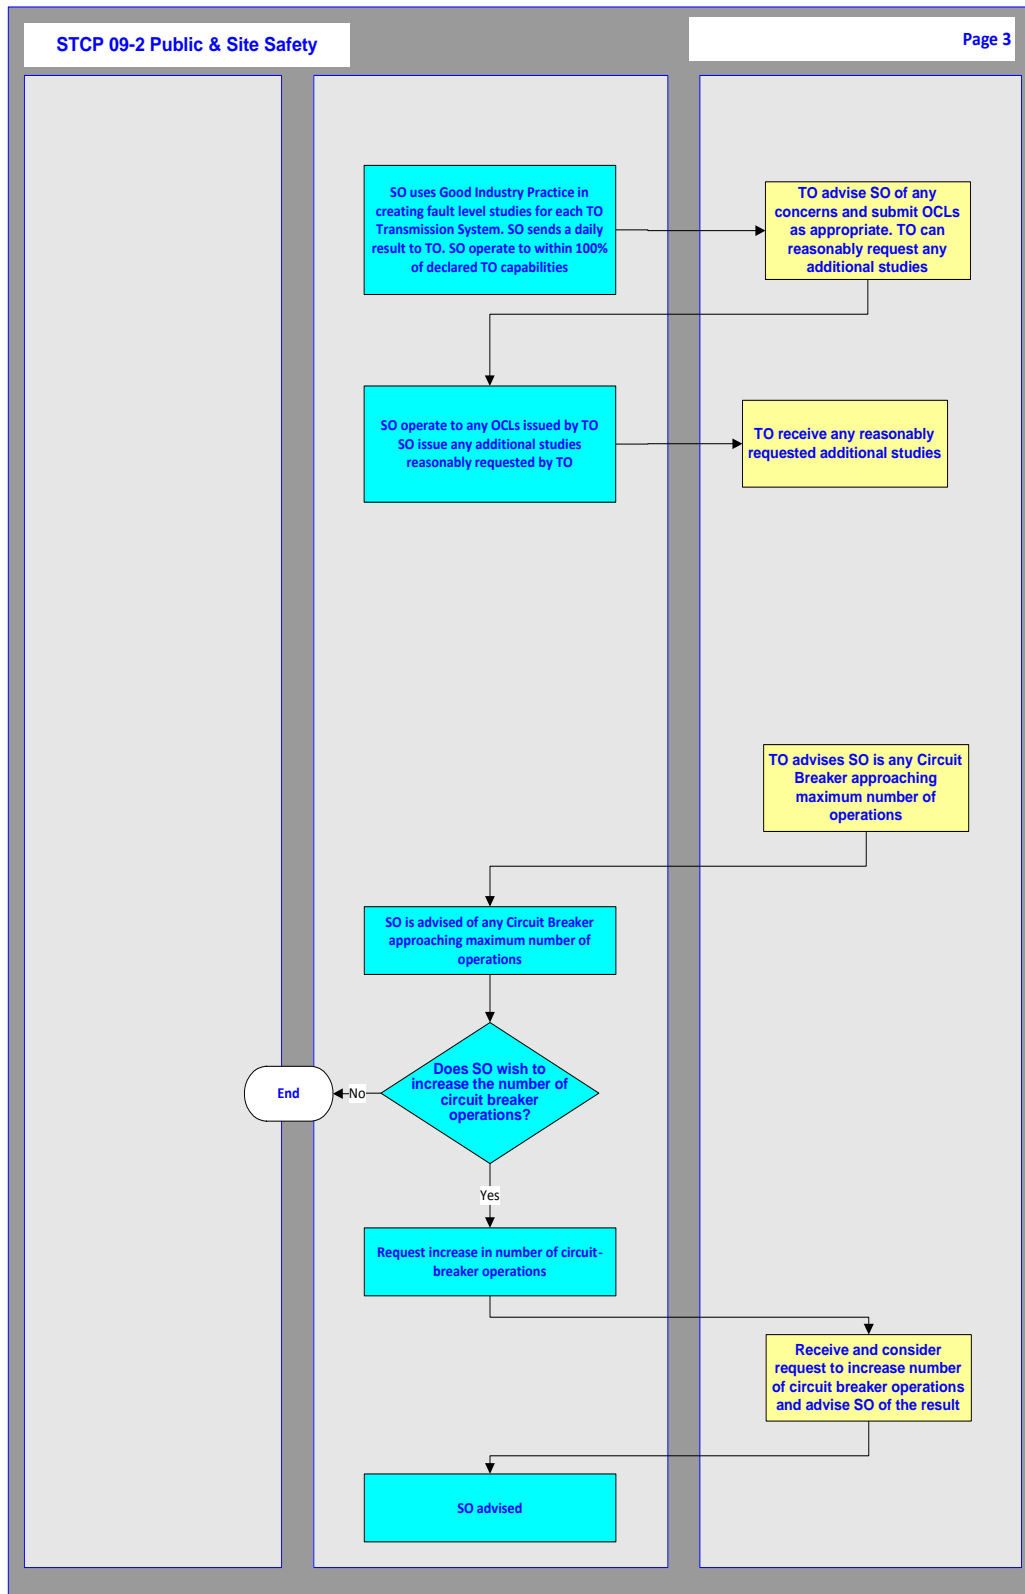 STCP 09-2 Public & Site Safety
Page 3
SO uses Good Industry Practice in
creating fault level studies for each TO
Transmission System. SO sends a daily
result to TO. SO operate to within 100%
of declared TO capabilities
TO advise SO of any
concerns and submit OCLs
as appropriate. TO can
reasonably request any
additional studies
SO operate to any OCLs issued by TO
SO issue any additional studies
reasonably requested by TO
TO receive any reasonably
requested additional studies
TO advises SO is any Circuit
Breaker approaching
maximum number of
operations
SO is advised of any Circuit Breaker
approaching maximum number of
operations
Does SO wish to
increase the number of
circuit breaker
operations?
No
End
Yes
Request increase in number of circuit-
breaker operations
Receive and consider
request to increase number
of circuit breaker operations
and advise SO of the result
SO advised